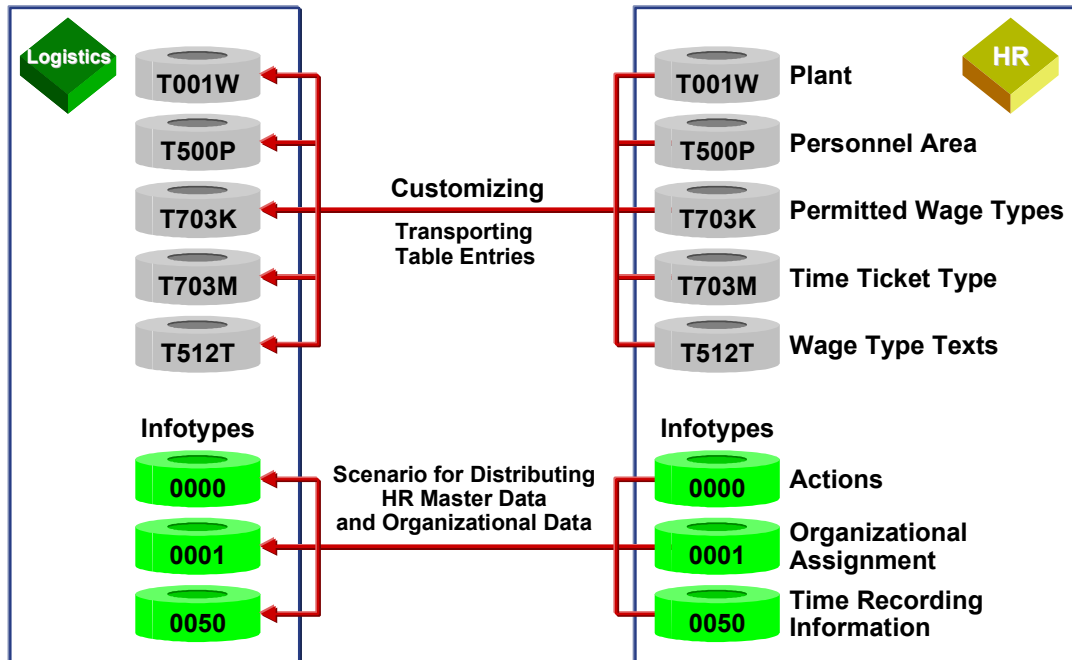 Logistics
HR
T001W
T001W
Plant
T500P
T500P
Personnel Area
T703K
Customizing
T703K
Permitted Wage Types
Transporting
Table Entries
T703M
T703M
Time Ticket Type
T512T
T512T
Wage Type Texts
Infotypes
Infotypes
0000
Scenario for Distributing
HR Master Data
and Organizational Data
0000
Actions
0001
0001
Organizational
Assignment
0050
0050
Time Recording
Information